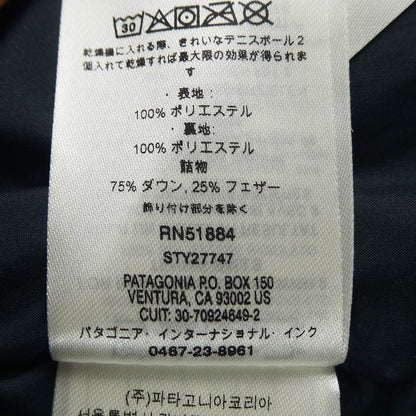 30
乾燥機に入れる際、きれいなテニスボール2
個入れて乾燥すれば最大限の効果が得られま
す
・表地：
100% ポリエステル
・裏地：
100% ポリエステル
詰物
75% ダウン, 25% フェザー
飾り付け部分を除く
RN51884
STY27747
PATAGONIA P.O. BOX 150
VENTURA, CA 93002 US
CUIT: 30-70924649-2
パタゴニア・インターナショナル・インク
0467-23-8961
(주)파타고니아코리아